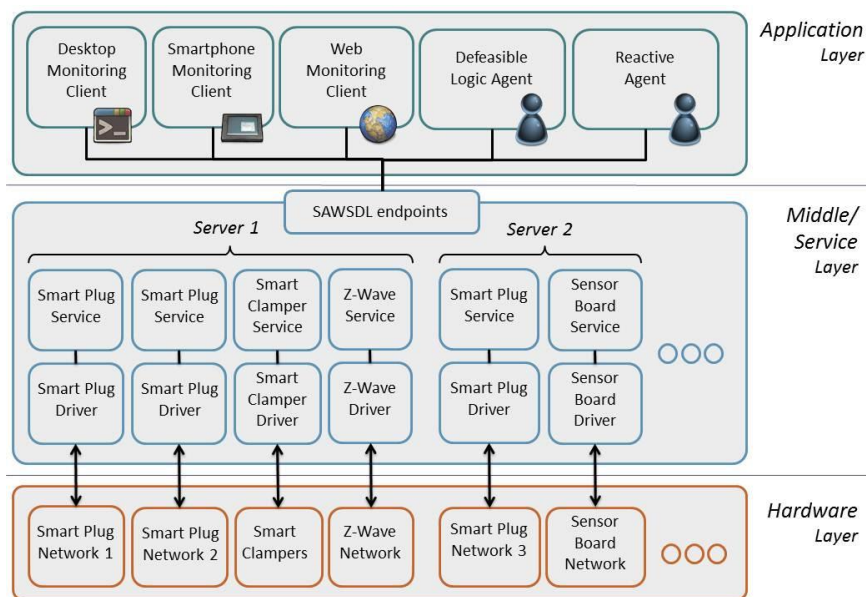 Desktop
Monitoring
Client
Smartphone
Monitoring
Client
Web
Monitoring
Client
Defeasible
Logic Agent
Reactive
Agent
Application
Layer
SAWSDL endpoints
Middle/
Service
Layer
Server 1
Server 2
Smart Plug
Service
Smart Plug
Service
Smart
Clamper
Service
Z-Wave
Service
Smart Plug
Service
Sensor
Board
Service
Smart Plug
Driver
Smart Plug
Driver
Smart
Clamper
Driver
Z-Wave
Driver
Smart Plug
Driver
Sensor
Board
Driver
Hardware
Layer
Smart Plug
Network 1
Smart Plug
Network 2
Smart
Clampers
Z-Wave
Network
Smart Plug
Network 3
Sensor
Board
Network